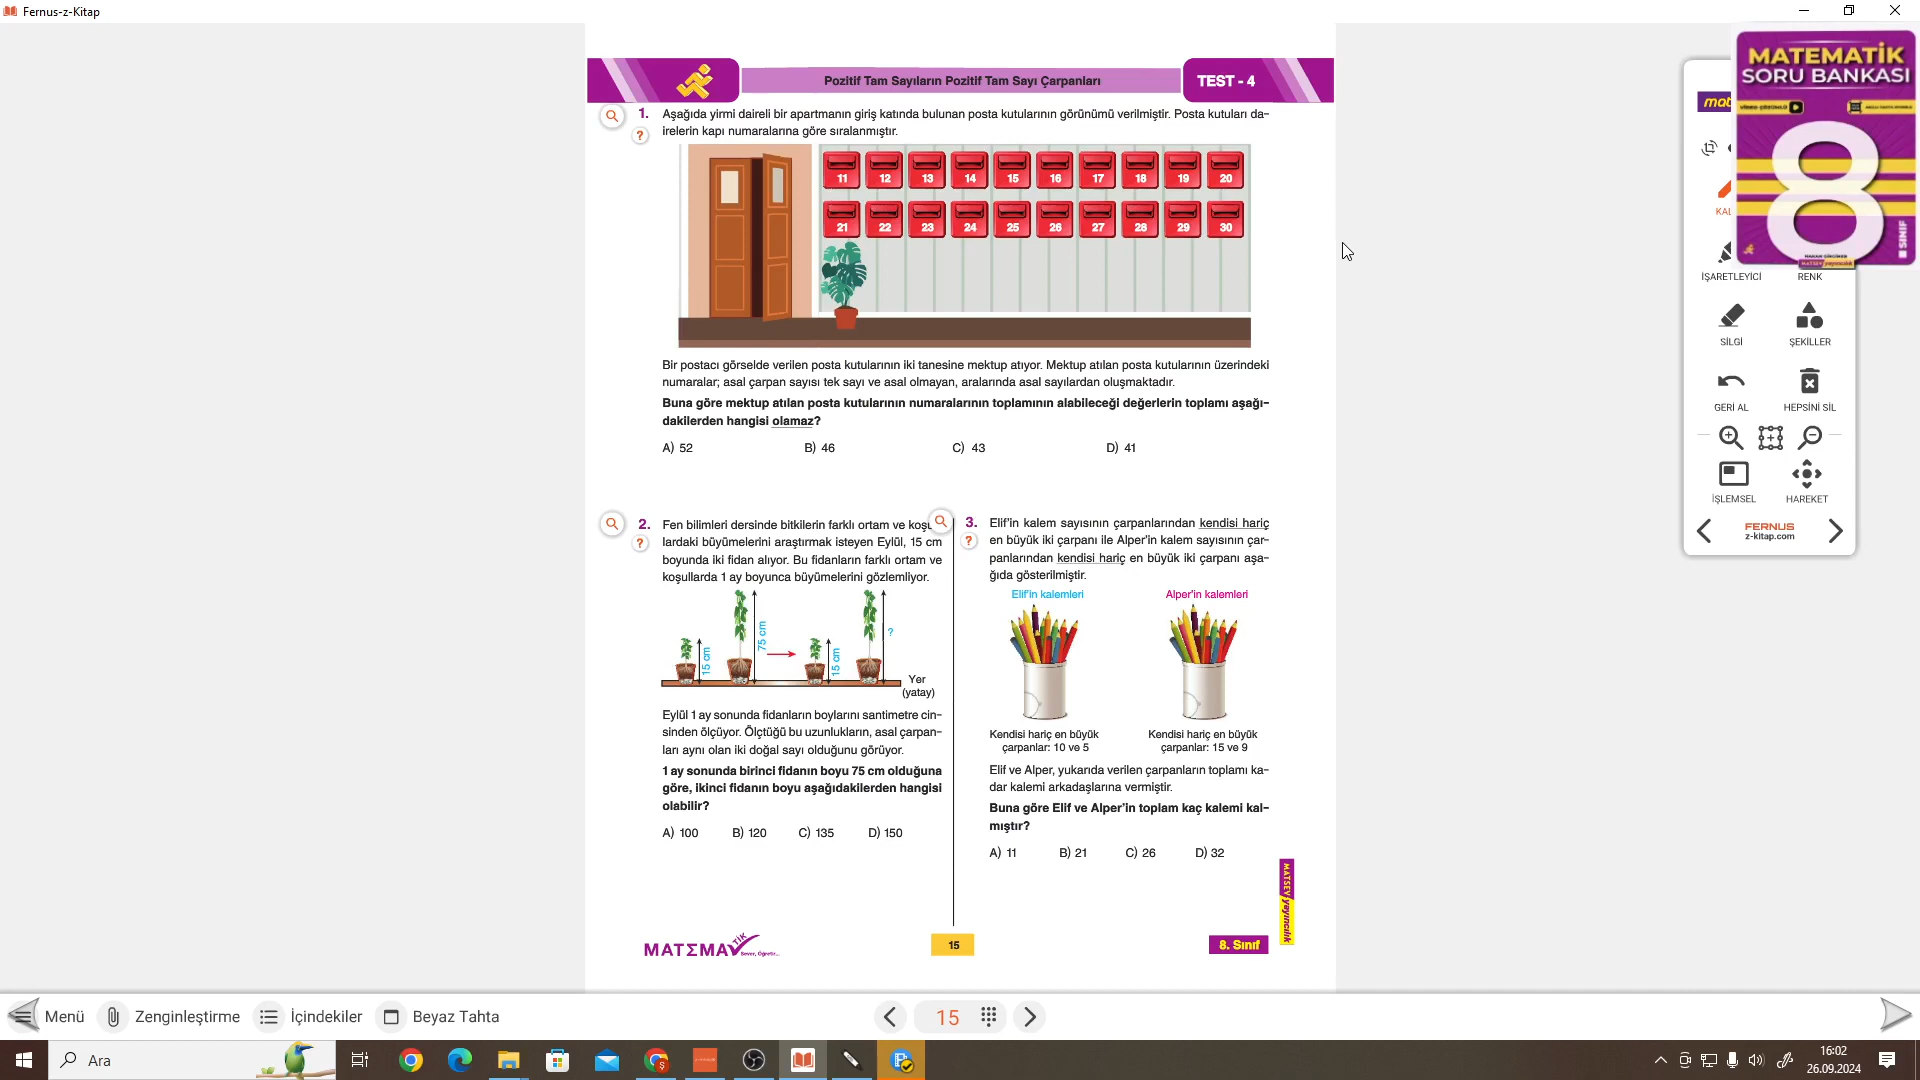 Fernus-z-Kitap
Pozitif Tam Sayıların Pozitif Tam Sayı Çarpanları
TEST - 4
1. Aşağıda yirmi daireli bir apartmanın giriş katında bulunan posta kutularının görünümü verilmiştir. Posta kutuları da-
irelerin kapı numaralarına göre sıralanmıştır.
?
11 12 13 14 15 16 17 18 19 20
21 22 23 24 25 26 27 28 29 30
Bir postacı görselde verilen posta kutularının iki tanesine mektup atıyor. Mektup atılan posta kutularının üzerindeki
numaralar; asal çarpan sayısı tek sayı ve asal olmayan, aralarında asal sayılardan oluşmaktadır.
Buna göre mektup atılan posta kutularının numaralarının toplamının alabileceği değerlerin toplamı aşağı-
dakilerden hangisi olamaz?
A) 52 B) 46 C) 43 D) 41
2. Fen bilimleri dersinde bitkilerin farklı ortam ve koşu
lardaki büyümelerini araştırmak isteyen Eylül, 15 cm
boyunda iki fidan alıyor. Bu fidanların farklı ortam ve
koşullarda 1 ay boyunca büyümelerini gözlemliyor.
?
15 cm
75 cm
15 cm
?
Yer
(yatay)
Eylül 1 ay sonunda fidanların boylarını santimetre cin-
sinden ölçüyor. Ölçtüğü bu uzunlukların, asal çarpan-
ları aynı olan iki doğal sayı olduğunu görüyor.
1 ay sonunda birinci fidanın boyu 75 cm olduğuna
göre, ikinci fidanın boyu aşağıdakilerden hangisi
olabilir?
A) 100 B) 120 C) 135 D) 150
3. Elif'in kalem sayısının çarpanlarından kendisi hariç
en büyük iki çarpanı ile Alper'in kalem sayısının çar-
panlarından kendisi hariç en büyük iki çarpanı aşa-
ğıda gösterilmiştir.
?
Elif'in kalemleri
Alper'in kalemleri
Kendisi hariç en büyük
çarpanlar: 10 ve 5
Kendisi hariç en büyük
çarpanlar: 15 ve 9
Elif ve Alper, yukarıda verilen çarpanların toplamı ka-
dar kalemi arkadaşlarına vermiştir.
Buna göre Elif ve Alper'in toplam kaç kalemi kal-
mıştır?
A) 11 B) 21 C) 26 D) 32
MATSEV yayıncılık
MATEMATİK
Sever, Öğretir...
15
8. Sınıf
MATEMATİK
SORU BANKASI
VİDEO ÇÖZÜMLÜ
8
SINIF
MATSEV yayıncılık
mat
KAL
İŞARETLEYİCİ
RENK
SİLGİ
ŞEKİLLER
GERİ AL
HEPSİNİ SİL
İŞLEMSEL
HAREKET
FERNUS
z-kitap.com
Menü
Zenginleştirme
İçindekiler
Beyaz Tahta
15
Ara
16:02
26.09.2024